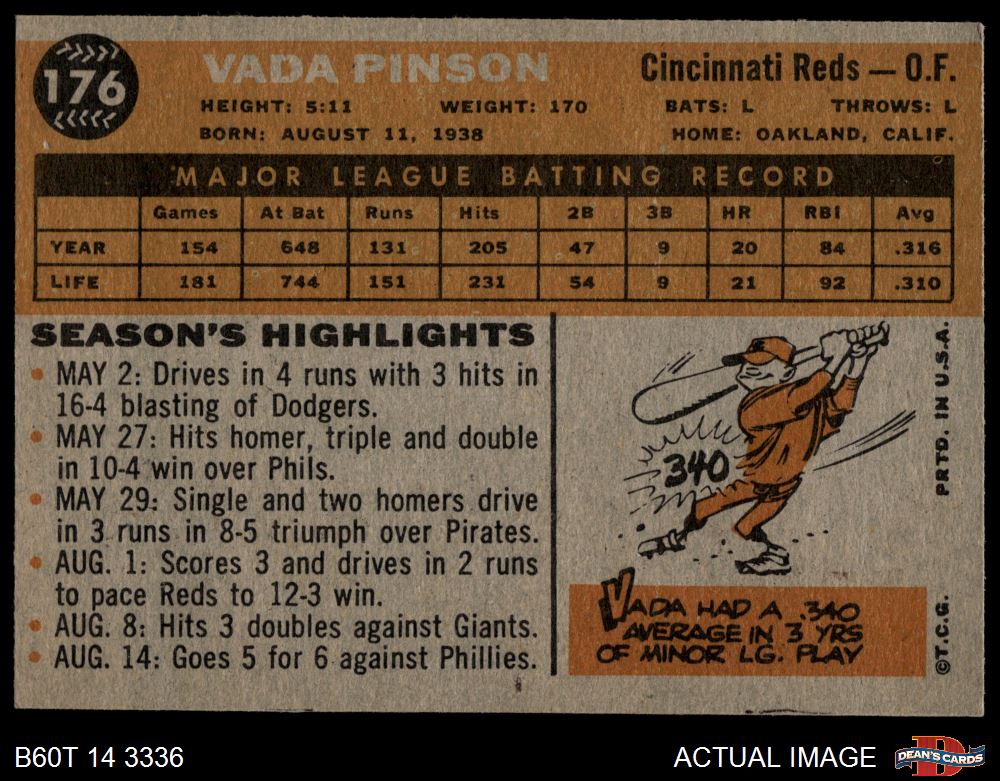 176
VADA PINSON
Cincinnati Reds — O.F.
HEIGHT: 5:11 WEIGHT: 170 BATS: L THROWS: L
BORN: AUGUST 11, 1938 HOME: OAKLAND, CALIF.
MAJOR LEAGUE BATTING RECORD
Games At Bat Runs Hits 2B 3B HR RBI Avg
YEAR 154 648 131 205 47 9 20 84 .316
LIFE 181 744 151 231 54 9 21 92 .310
SEASON'S HIGHLIGHTS
• MAY 2: Drives in 4 runs with 3 hits in
16-4 blasting of Dodgers.
• MAY 27: Hits homer, triple and double
in 10-4 win over Phils.
• MAY 29: Single and two homers drive
in 3 runs in 8-5 triumph over Pirates.
• AUG. 1: Scores 3 and drives in 2 runs
to pace Reds to 12-3 win.
• AUG. 8: Hits 3 doubles against Giants.
• AUG. 14: Goes 5 for 6 against Phillies.
340
VADA HAD A .340
AVERAGE IN 3 YRS
OF MINOR LG. PLAY
©T.C.G. PRTD. IN U.S.A.
B60T 14 3336
ACTUAL IMAGE
D
DEAN'S CARDS